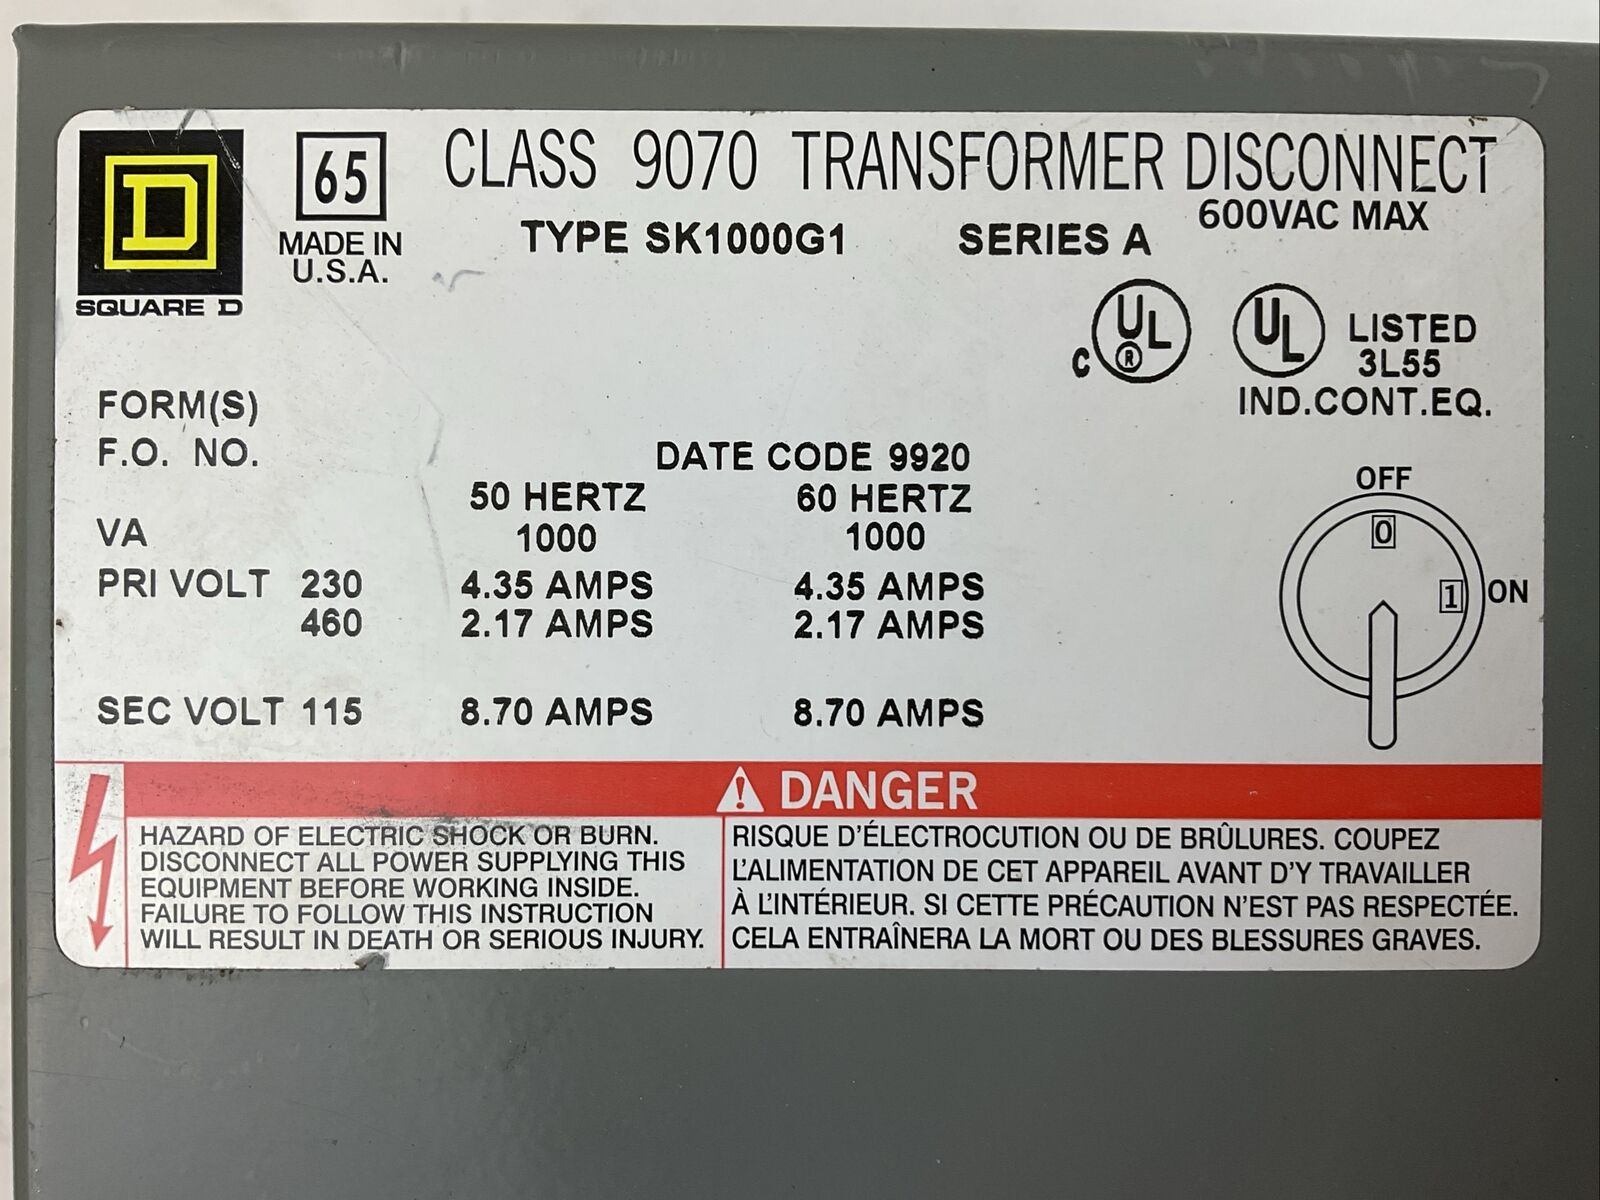 D
SQUARE D
65
MADE IN
U.S.A.
CLASS 9070 TRANSFORMER DISCONNECT
600VAC MAX
TYPE SK1000G1 SERIES A
C UL ®
UL LISTED
3L55
IND.CONT.EQ.
FORM(S)
F.O. NO.
DATE CODE 9920
50 HERTZ 60 HERTZ
VA 1000 1000
PRI VOLT 230 4.35 AMPS 4.35 AMPS
460 2.17 AMPS 2.17 AMPS
SEC VOLT 115 8.70 AMPS 8.70 AMPS
OFF
0
1 ON
DANGER
HAZARD OF ELECTRIC SHOCK OR BURN.
DISCONNECT ALL POWER SUPPLYING THIS
EQUIPMENT BEFORE WORKING INSIDE.
FAILURE TO FOLLOW THIS INSTRUCTION
WILL RESULT IN DEATH OR SERIOUS INJURY.
RISQUE D'ÉLECTROCUTION OU DE BRÛLURES. COUPEZ
L'ALIMENTATION DE CET APPAREIL AVANT D'Y TRAVAILLER
À L'INTÉRIEUR. SI CETTE PRÉCAUTION N'EST PAS RESPECTÉE.
CELA ENTRAÎNERA LA MORT OU DES BLESSURES GRAVES.